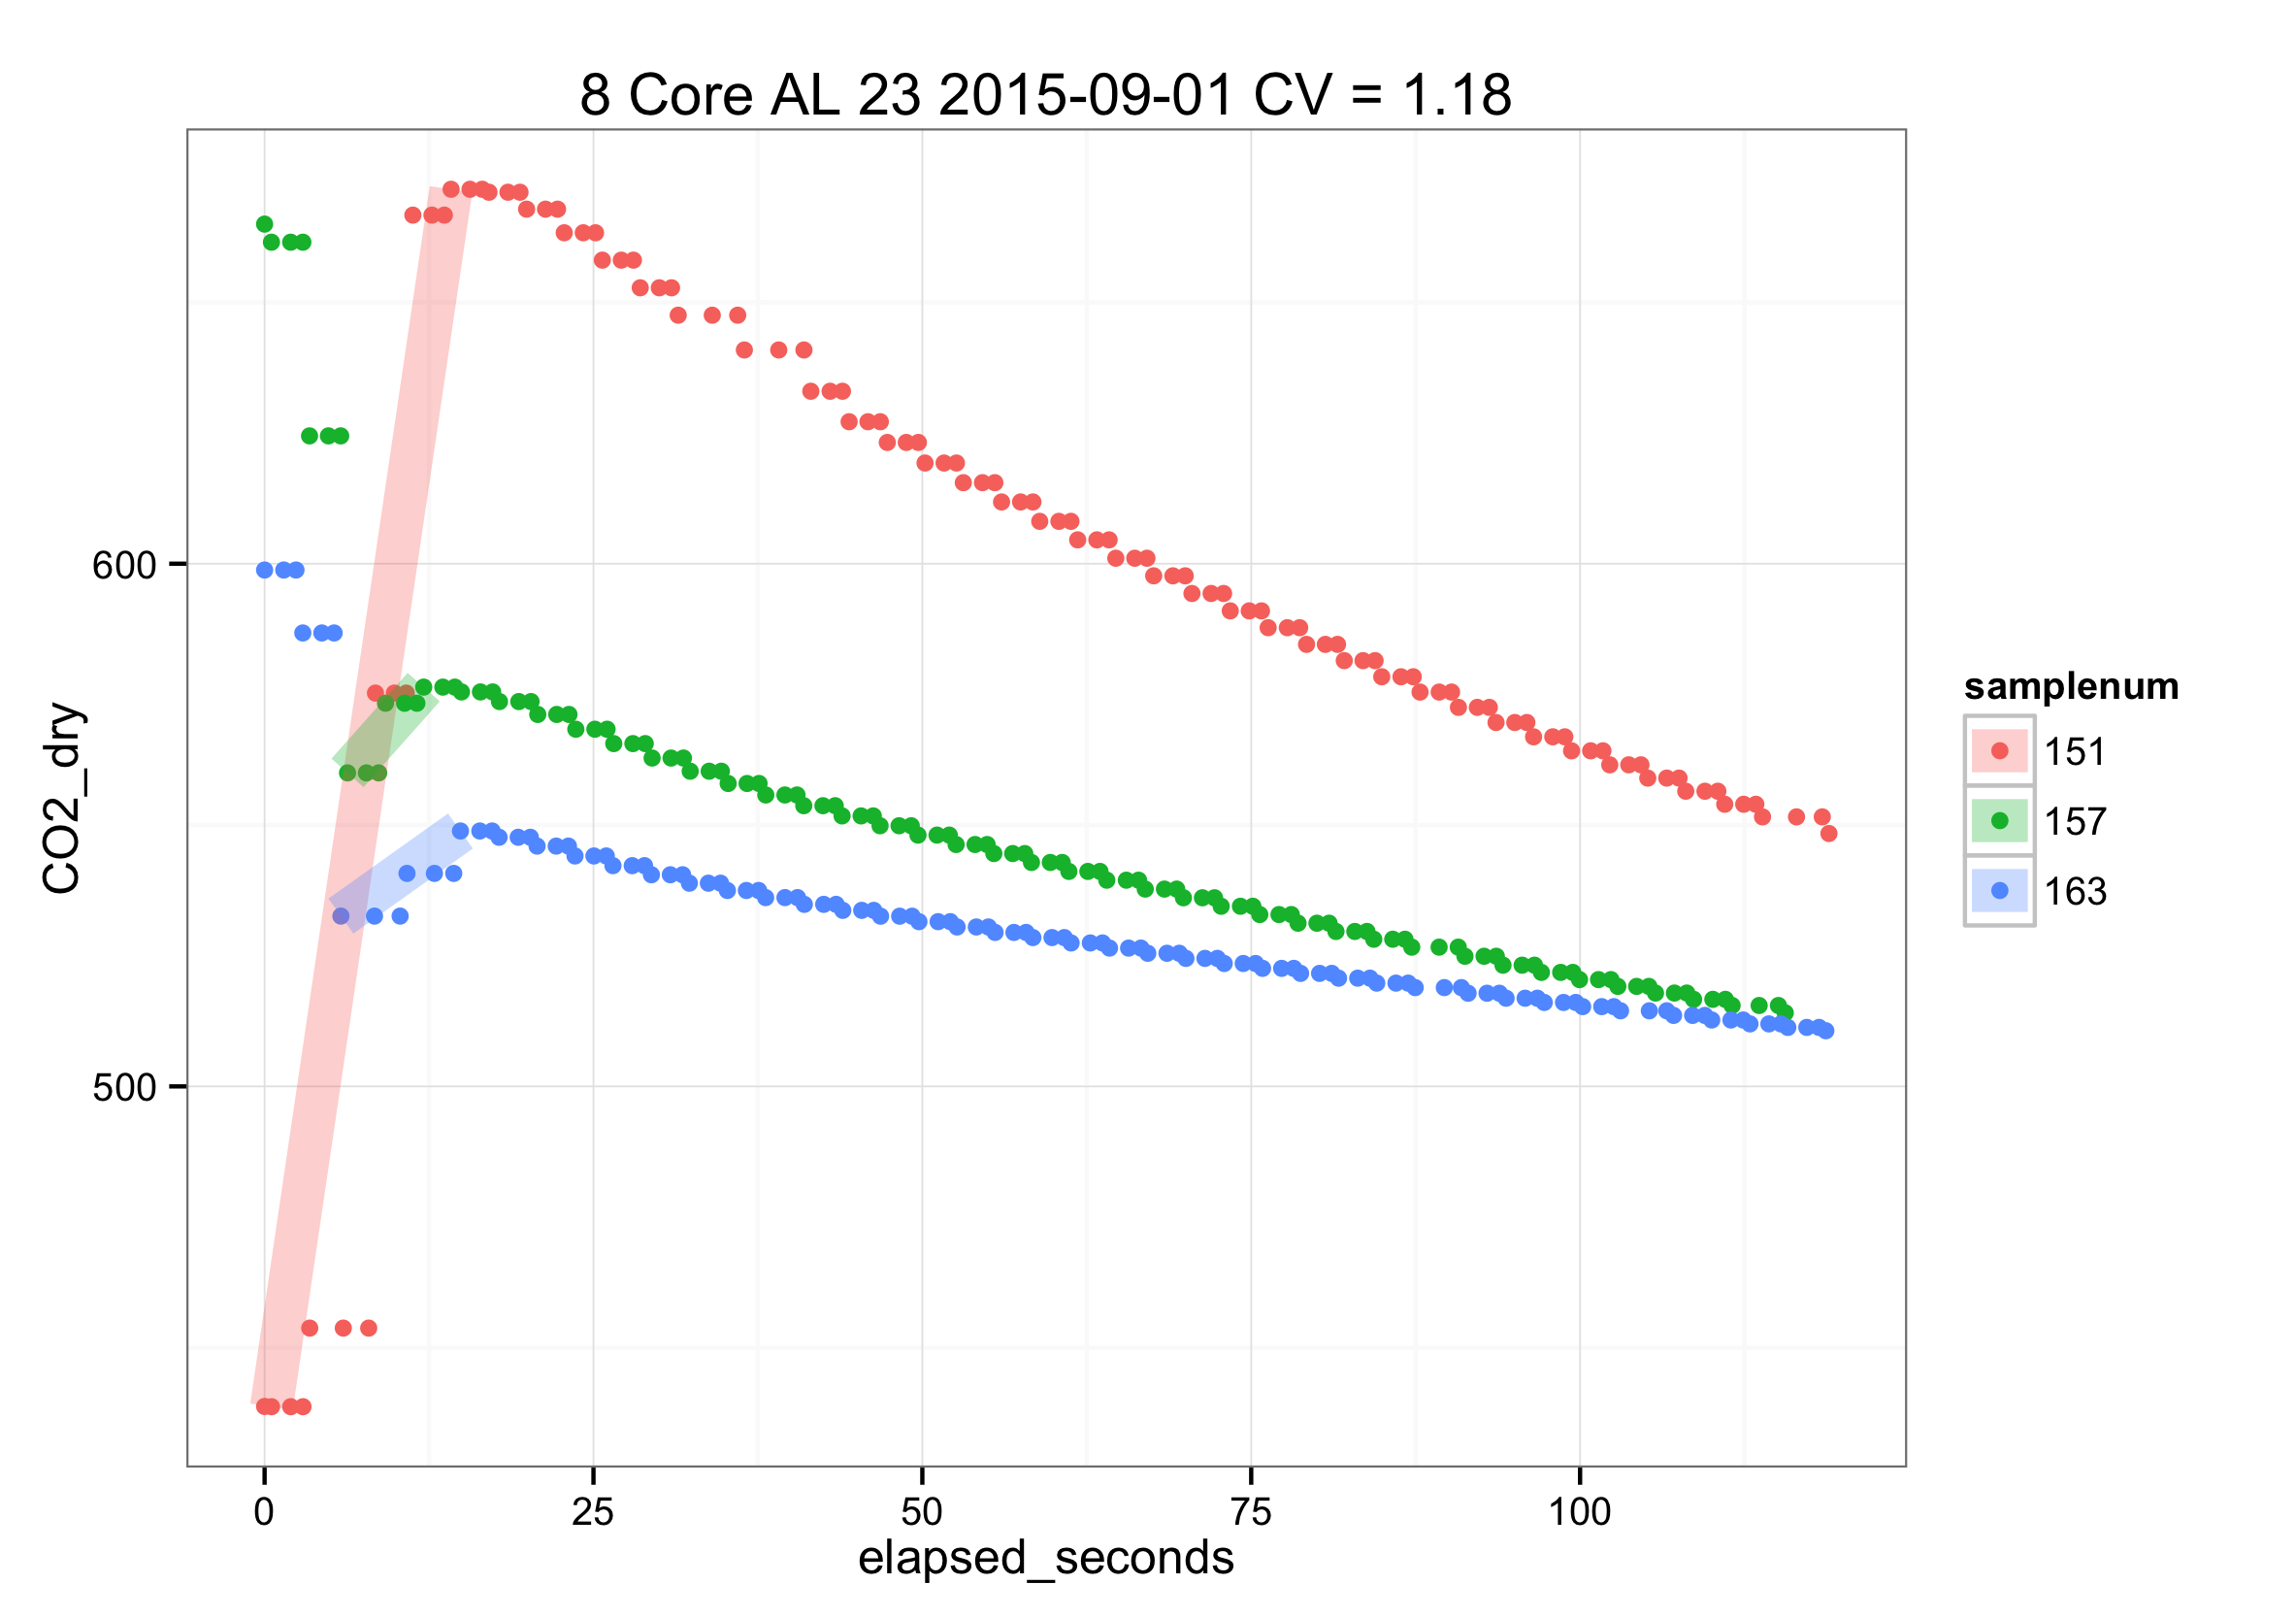 8 Core AL 23 2015-09-01 CV = 1.18
CO2_dry
600
500
0 25 50 75 100
elapsed_seconds
samplenum
151
157
163